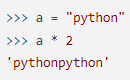 >>> a = "python"
>>> a * 2
'pythonpython'